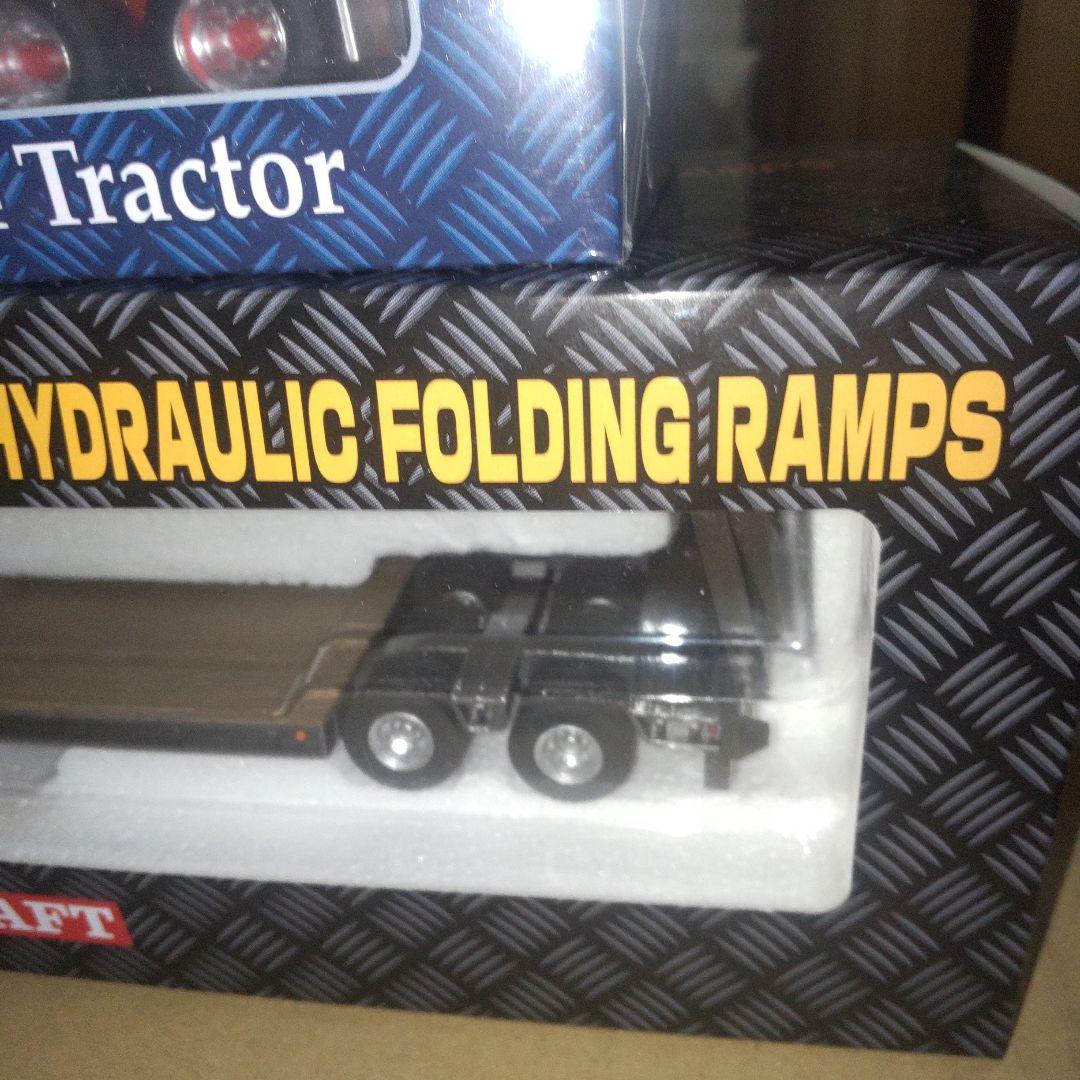 Tractor
HYDRAULIC FOLDING RAMPS
AFT